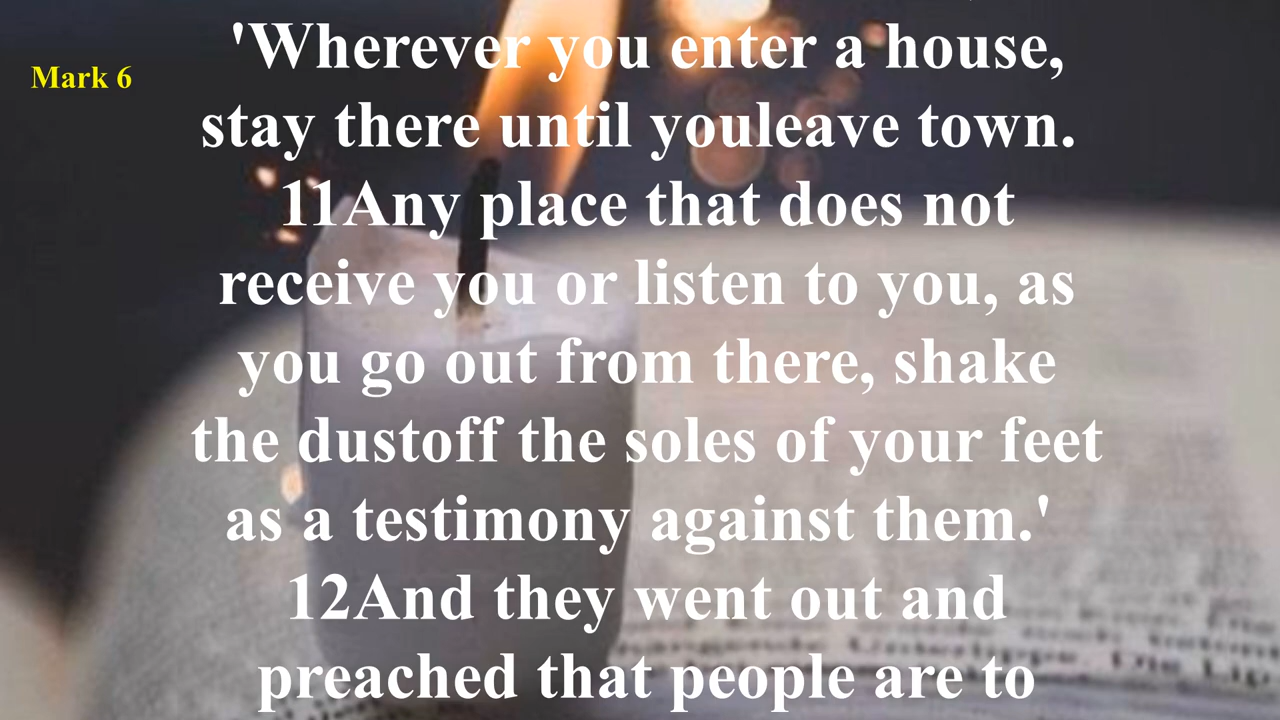 'Wherever you enter a house,
Mark 6
stay there until youleave town.
11Any place that does not
receive you or listen to you, as
you go out from there, shake
the dustoff the soles of your feet
as a testimony against them.'
12And they went out and
preached that people are to